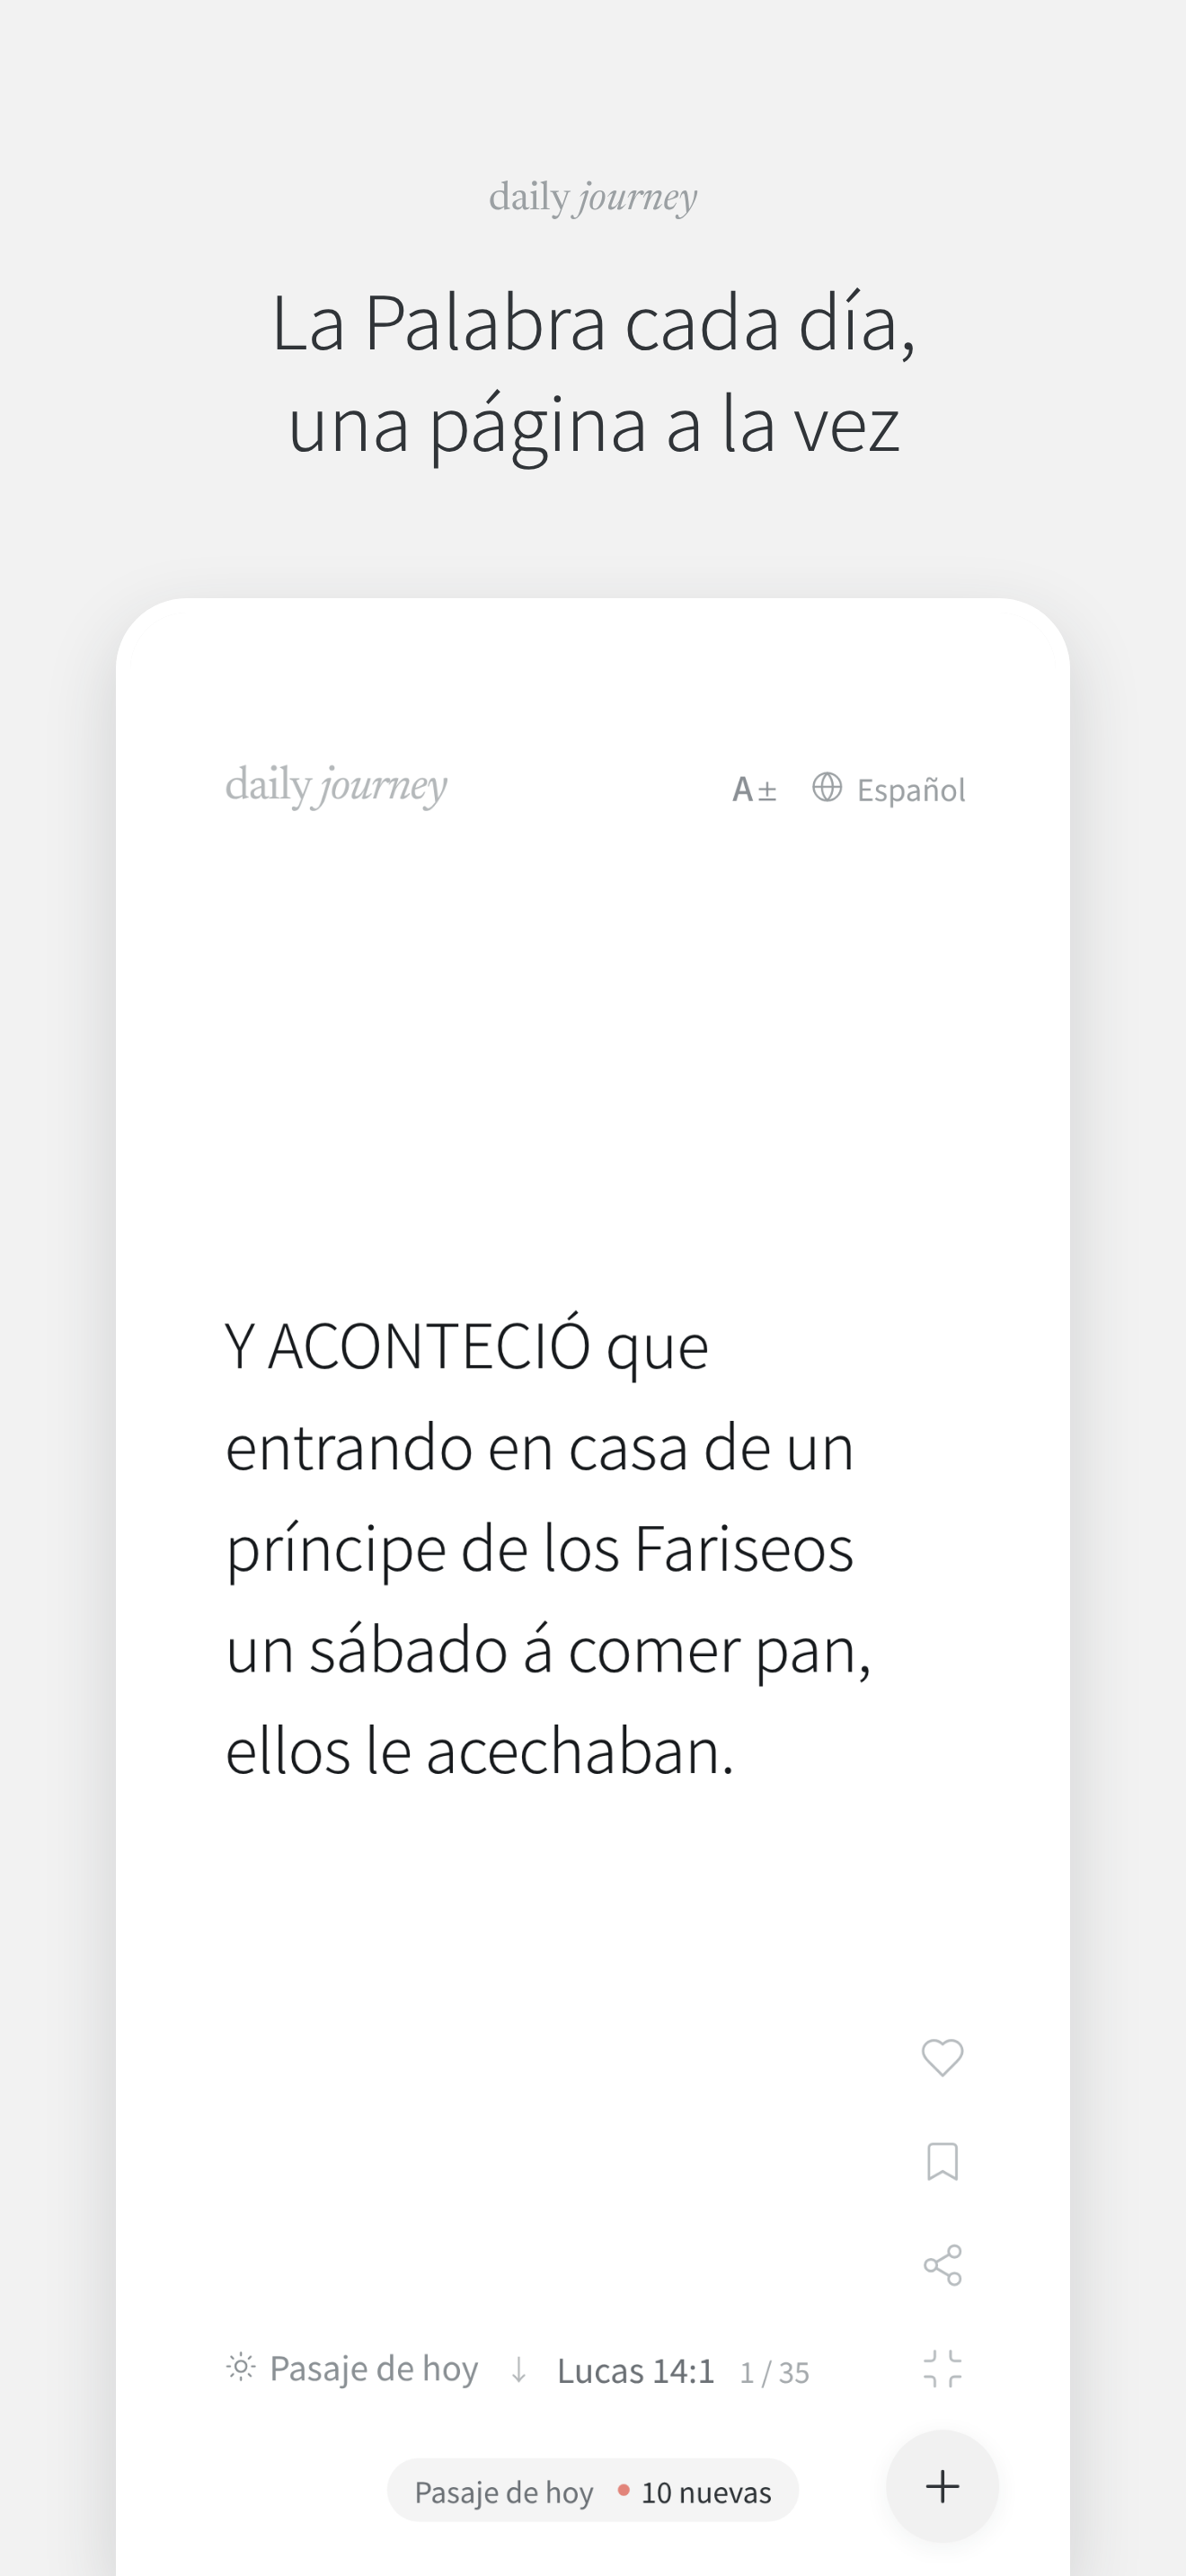 daily journey
La Palabra cada día,
una página a la vez
daily journey
A± Español
Y ACONTECIÓ que
entrando en casa de un
príncipe de los Fariseos
un sábado á comer pan,
ellos le acechaban.
Pasaje de hoy ↓ Lucas 14:1 1 / 35
Pasaje de hoy • 10 nuevas